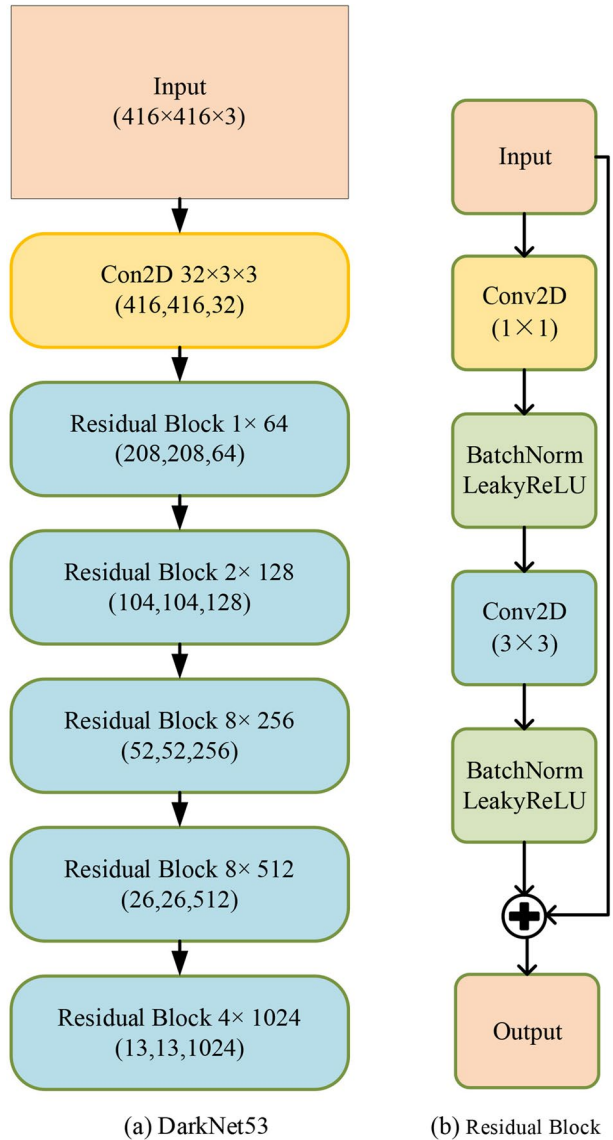 Input
(416×416×3)
Con2D 32×3×3
(416,416,32)
Residual Block 1× 64
(208,208,64)
Residual Block 2× 128
(104,104,128)
Residual Block 8× 256
(52,52,256)
Residual Block 8× 512
(26,26,512)
Residual Block 4× 1024
(13,13,1024)
(a) DarkNet53
Input
Conv2D
(1×1)
BatchNorm
LeakyReLU
Conv2D
(3×3)
BatchNorm
LeakyReLU
Output
(b) Residual Block